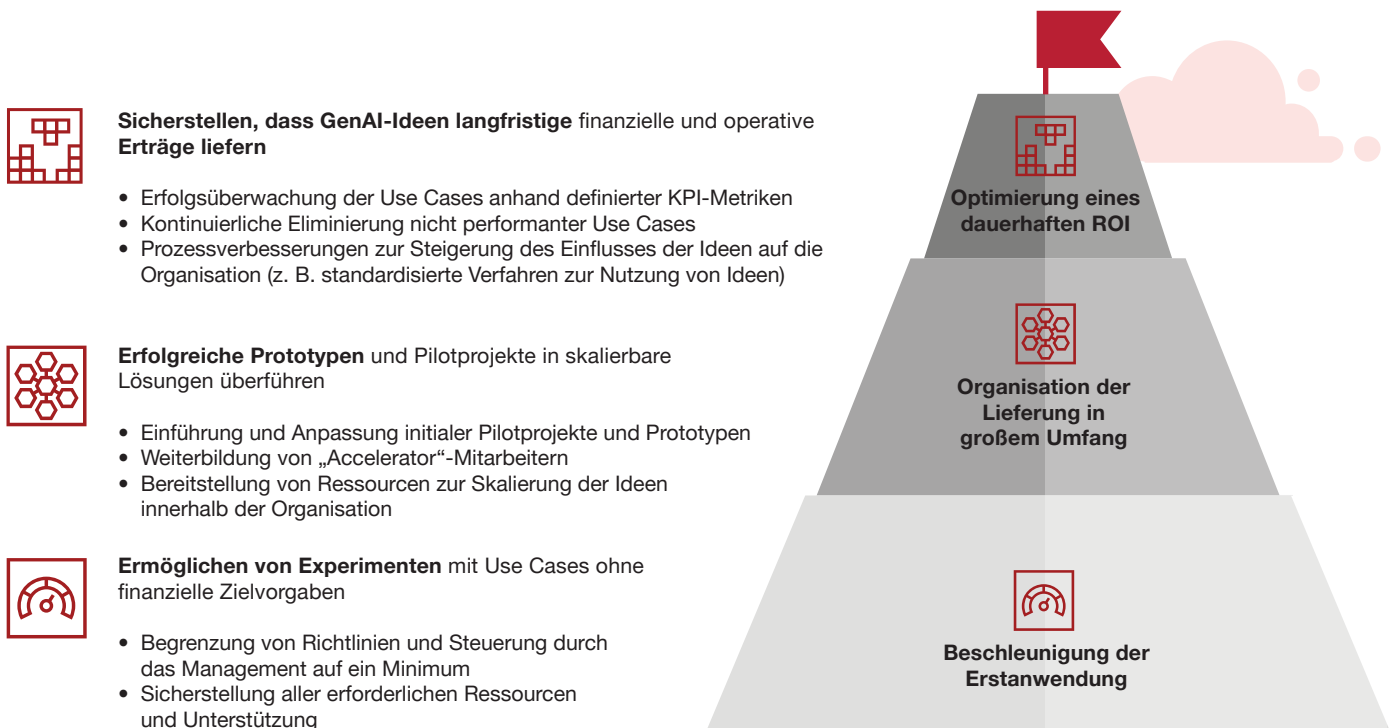 Sicherstellen, dass GenAI-Ideen langfristige finanzielle und operative
Erträge liefern
• Erfolgsüberwachung der Use Cases anhand definierter KPI-Metriken
• Kontinuierliche Eliminierung nicht performanter Use Cases
• Prozessverbesserungen zur Steigerung des Einflusses der Ideen auf die
Organisation (z. B. standardisierte Verfahren zur Nutzung von Ideen)
Erfolgreiche Prototypen und Pilotprojekte in skalierbare
Lösungen überführen
• Einführung und Anpassung initialer Pilotprojekte und Prototypen
• Weiterbildung von „Accelerator“-Mitarbeitern
• Bereitstellung von Ressourcen zur Skalierung der Ideen
innerhalb der Organisation
Ermöglichen von Experimenten mit Use Cases ohne
finanzielle Zielvorgaben
• Begrenzung von Richtlinien und Steuerung durch
das Management auf ein Minimum
• Sicherstellung aller erforderlichen Ressourcen
und Unterstützung
Optimierung eines
dauerhaften ROI
Organisation der
Lieferung in
großem Umfang
Beschleunigung der
Erstanwendung